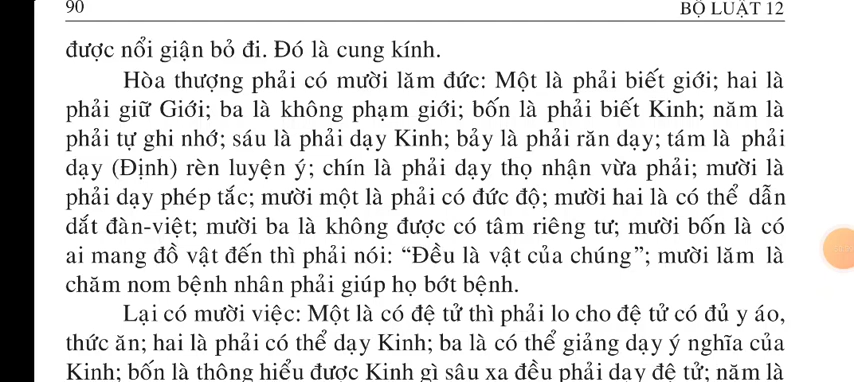 90
BỘ LUẬT 12
được nổi giận bỏ đi. Đó là cung kính.
Hòa thượng phải có mười lăm đức: Một là phải biết giới; hai là
phải giữ Giới; ba là không phạm giới; bốn là phải biết Kinh; năm là
phải tự ghi nhớ; sáu là phải dạy Kinh; bảy là phải răn dạy; tám là phải
dạy (Định) rèn luyện ý; chín là phải dạy thọ nhận vừa phải; mười là
phải dạy phép tắc; mười một là phải có đức độ; mười hai là có thể dẫn
dắt đàn-việt; mười ba là không được có tâm riêng tư; mười bốn là có
ai mang đồ vật đến thì phải nói: “Đều là vật của chúng”; mười lăm là
chăm nom bệnh nhân phải giúp họ bớt bệnh.
Lại có mười việc: Một là có đệ tử thì phải lo cho đệ tử có đủ y áo,
thức ăn; hai là phải có thể dạy Kinh; ba là có thể giảng dạy ý nghĩa của
Kinh; bốn là thông hiểu được Kinh gì sâu xa đều phải dạy đệ tử; năm là